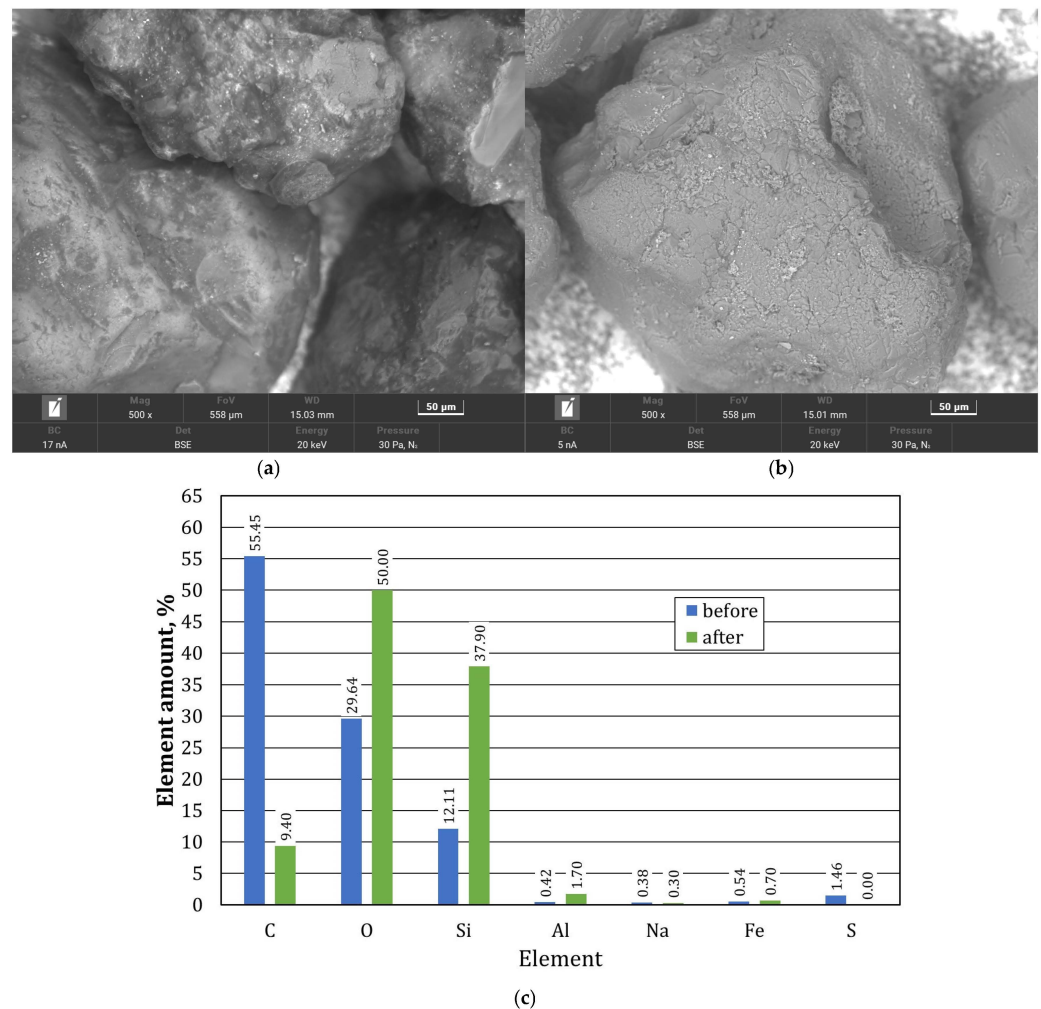 Mag FoV WD
500 x 558 µm 15.03 mm 50 µm
BC Det Energy Pressure
17 nA BSE 20 keV 30 Pa, N₂
Mag FoV WD
500 x 558 µm 15.01 mm 50 µm
BC Det Energy Pressure
5 nA BSE 20 keV 30 Pa, N₂
(a) (b)
65
60
55
50
45
40
35
30
25
20
15
10
5
0
Element amount, %
55.45
9.40
29.64
50.00
12.11
37.90
0.42
1.70
0.38
0.30
0.54
0.70
1.46
0.00
before
after
C O Si Al Na Fe S
Element
(c)